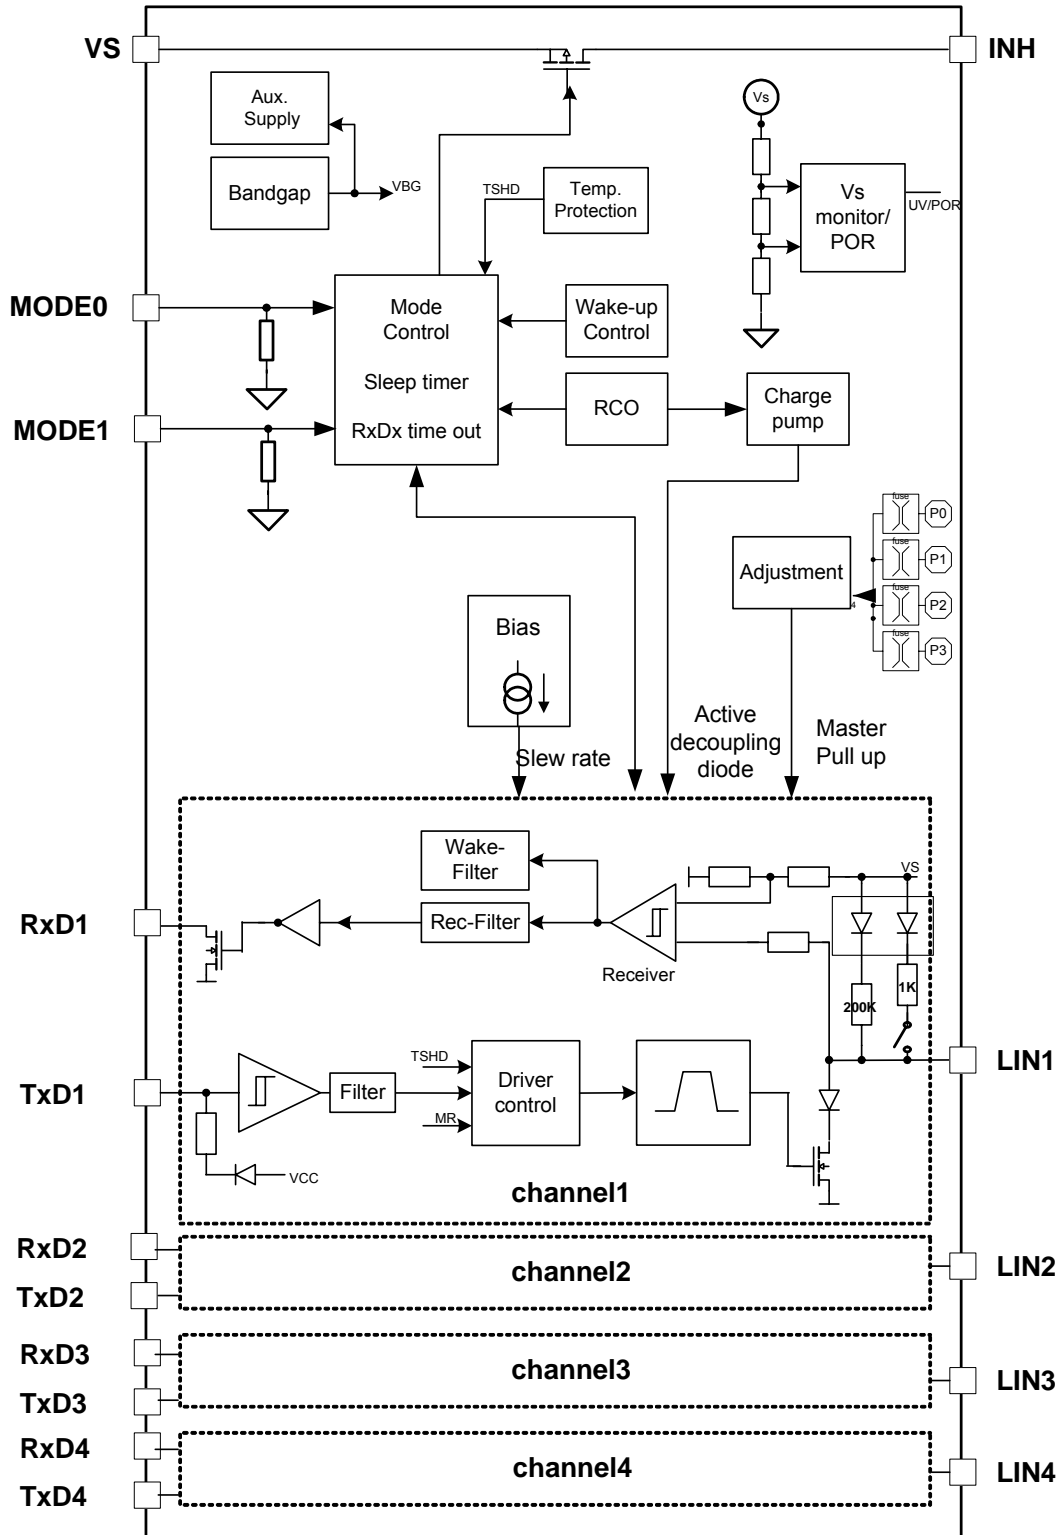 VS
INH
Aux.
Supply
Vs
Bandgap
VBG
TSHD
Temp.
Protection
Vs
monitor/
POR
UV/POR
MODE0
Mode
Control
Wake-up
Control
Sleep timer
RCO
Charge
pump
MODE1
RxDx time out
fuse
P0
fuse
P1
Adjustment
4
fuse
P2
fuse
P3
Bias
Slew rate
Active
decoupling
diode
Master
Pull up
Wake-
Filter
VS
RxD1
Rec-Filter
Receiver
200K
1K
LIN1
TSHD
TxD1
Filter
Driver
control
MR
VCC
channel1
RxD2
channel2
LIN2
TxD2
RxD3
channel3
LIN3
TxD3
RxD4
channel4
LIN4
TxD4